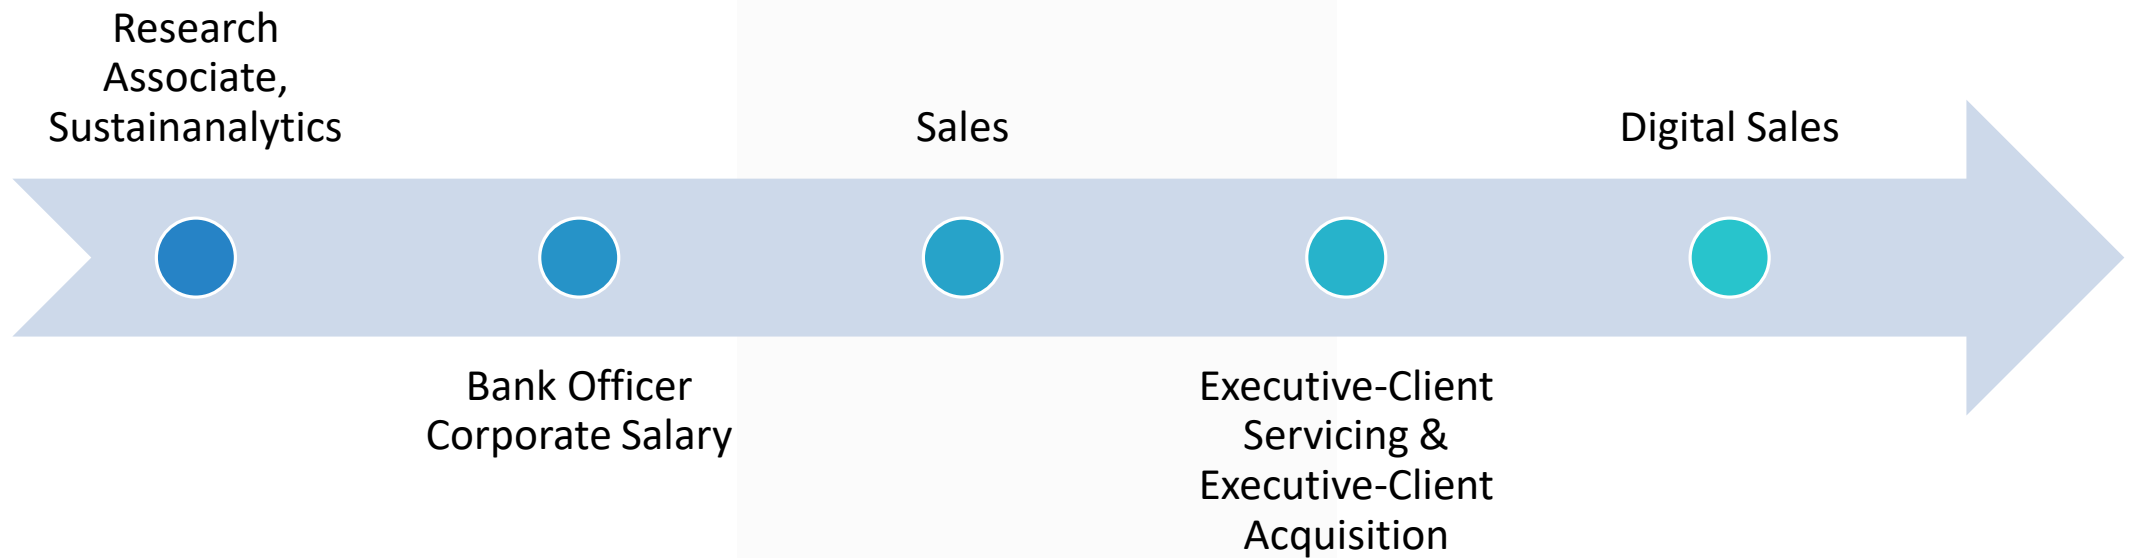 Research
Associate,
Sustainanalytics
Bank Officer
Corporate Salary
Sales
Executive-Client
Servicing &
Executive-Client
Acquisition
Digital Sales